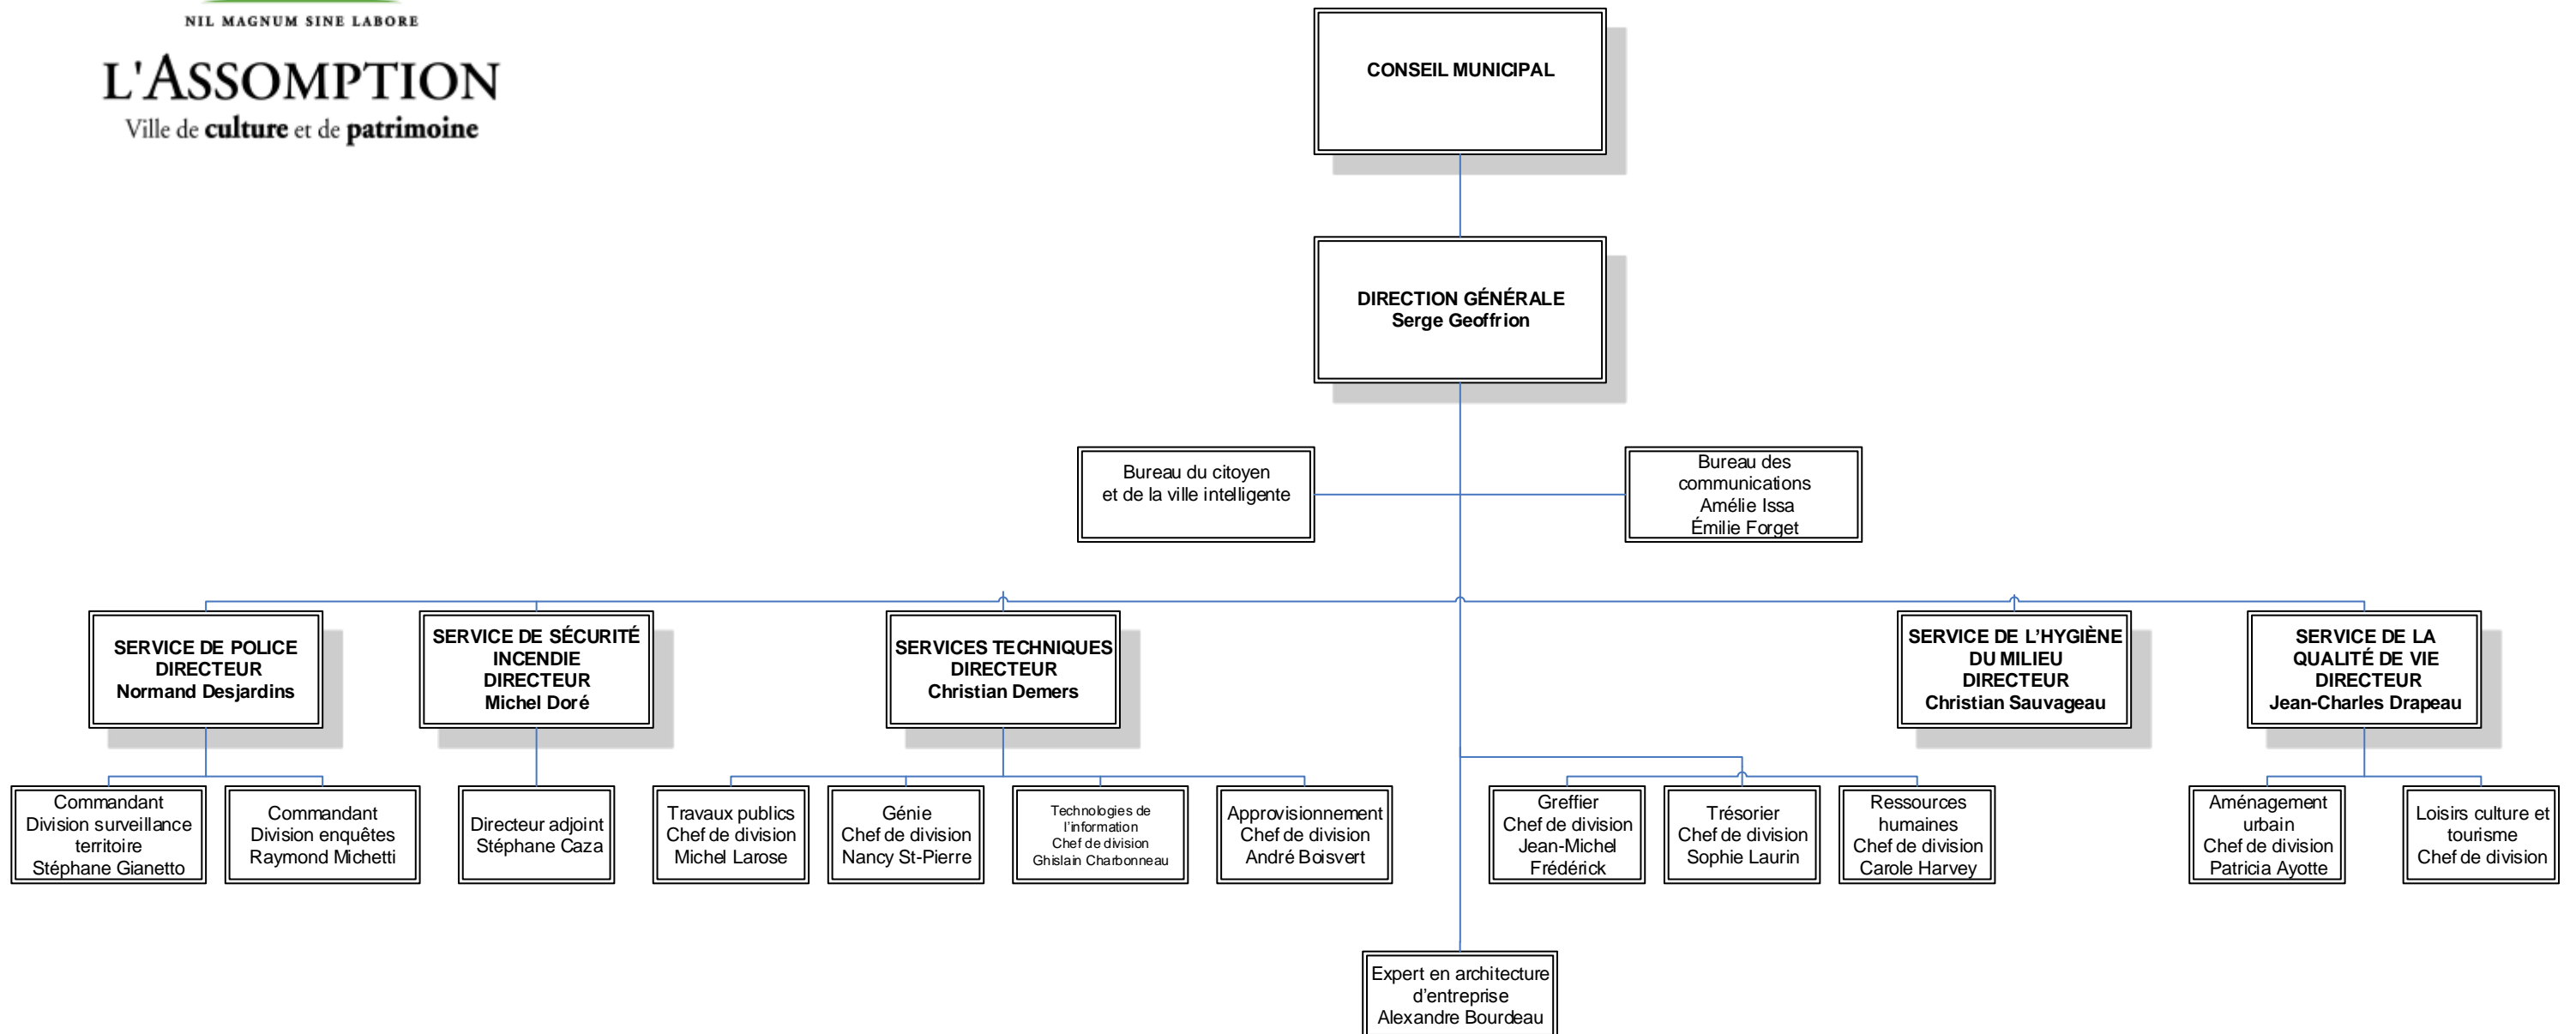 NIL MAGNUM SINE LABORE
L'ASSOMPTION
Ville de culture et de patrimoine
CONSEIL MUNICIPAL
DIRECTION GÉNÉRALE
Serge Geoffrion
Bureau du citoyen
et de la ville intelligente
Bureau des
communications
Amélie Issa
Émilie Forget
SERVICE DE POLICE
DIRECTEUR
Normand Desjardins
SERVICE DE SÉCURITÉ
INCENDIE
DIRECTEUR
Michel Doré
SERVICES TECHNIQUES
DIRECTEUR
Christian Demers
SERVICE DE L’HYGIÈNE
DU MILIEU
DIRECTEUR
Christian Sauvageau
SERVICE DE LA
QUALITÉ DE VIE
DIRECTEUR
Jean-Charles Drapeau
Commandant
Division surveillance
territoire
Stéphane Gianetto
Commandant
Division enquêtes
Raymond Michetti
Directeur adjoint
Stéphane Caza
Travaux publics
Chef de division
Michel Larose
Génie
Chef de division
Nancy St-Pierre
Technologies de
l’information
Chef de division
Ghislain Charbonneau
Approvisionnement
Chef de division
André Boisvert
Greffier
Chef de division
Jean-Michel
Frédérick
Trésorier
Chef de division
Sophie Laurin
Ressources
humaines
Chef de division
Carole Harvey
Aménagement
urbain
Chef de division
Patricia Ayotte
Loisirs culture et
tourisme
Chef de division
Expert en architecture
d’entreprise
Alexandre Bourdeau